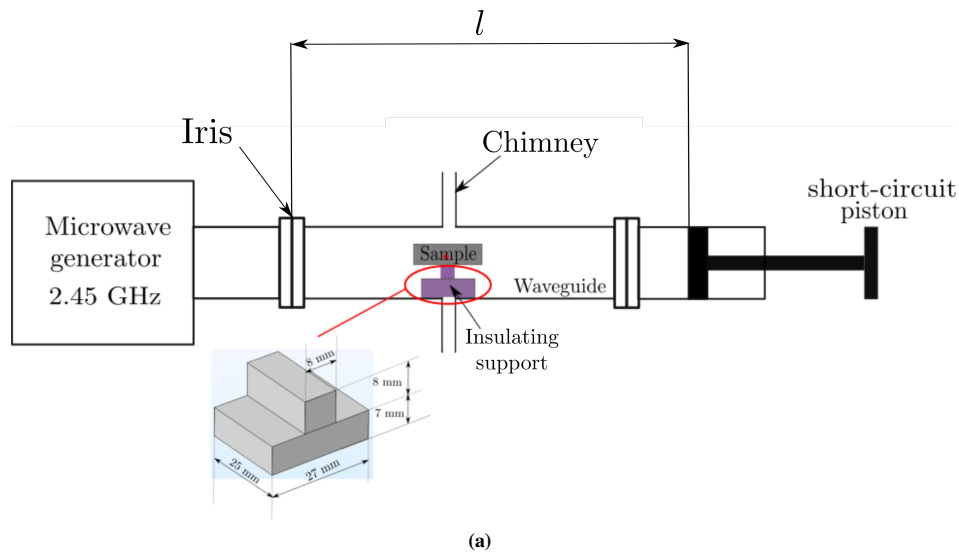 l
Iris
Chimney
short-circuit
piston
Microwave
generator
2.45 GHz
Sample
Waveguide
Insulating
support
8 mm
8 mm
7 mm
25 mm
27 mm
(a)